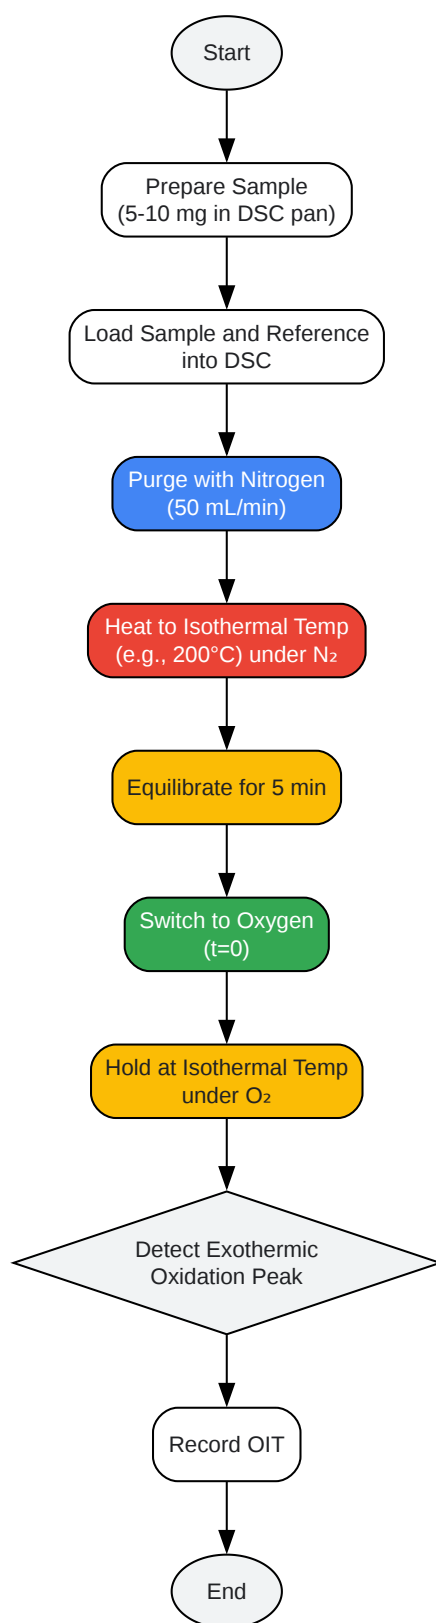 Start
Prepare Sample
(5-10 mg in DSC pan)
Load Sample and Reference
into DSC
Purge with Nitrogen
(50 mL/min)
Heat to Isothermal Temp
(e.g., 200°C) under N₂
Equilibrate for 5 min
Switch to Oxygen
(t=0)
Hold at Isothermal Temp
under O₂
Detect Exothermic
Oxidation Peak
Record OIT
End